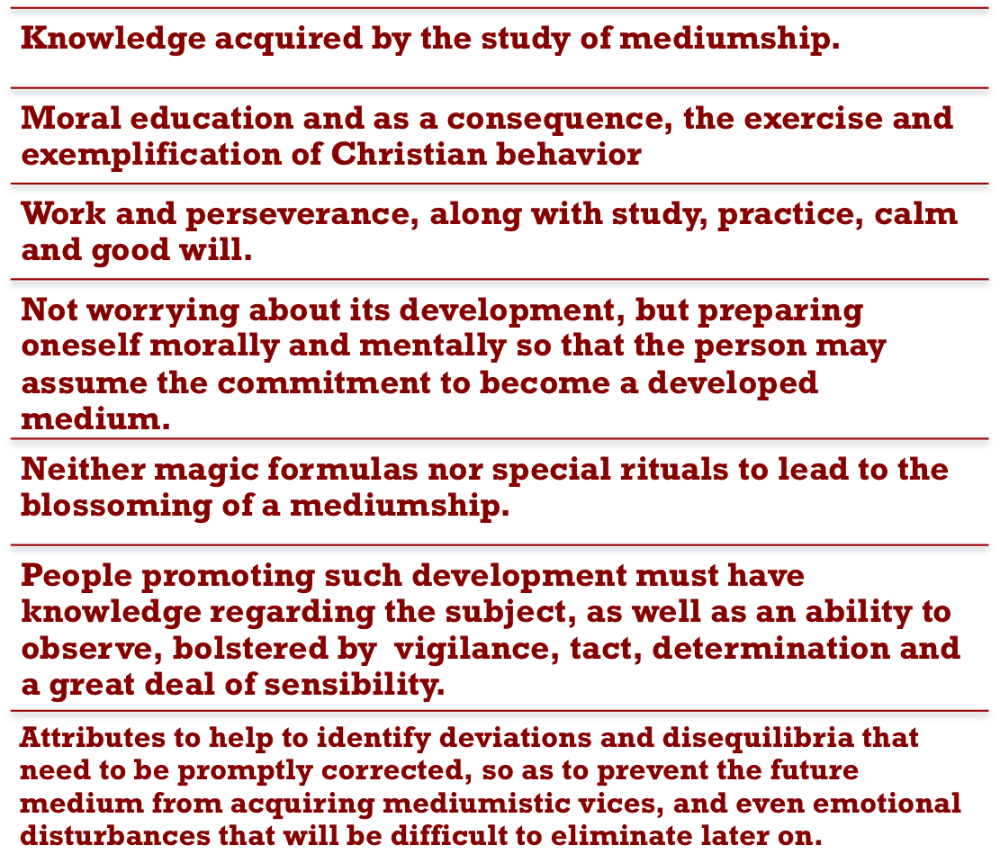 Knowledge acquired by the study of mediumship.
Moral education and as a consequence, the exercise and
exemplification of Christian behavior
Work and perseverance, along with study, practice, calm
and good will.
Not worrying about its development, but preparing
oneself morally and mentally so that the person may
assume the commitment to become a developed
medium.
Neither magic formulas nor special rituals to lead to the
blossoming of a mediumship.
People promoting such development must have
knowledge regarding the subject, as well as an ability to
observe, bolstered by  vigilance, tact, determination and
a great deal of sensibility.
Attributes to help to identify deviations and disequilibria that
need to be promptly corrected, so as to prevent the future
medium from acquiring mediumistic vices, and even emotional
disturbances that will be difficult to eliminate later on.